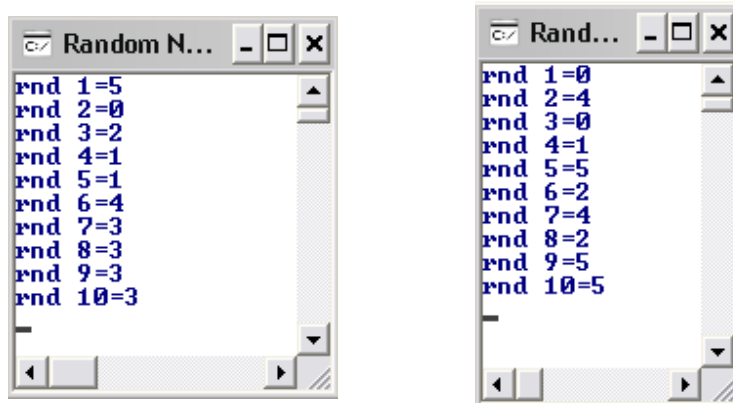 Random N...
rnd 1=5
rnd 2=0
rnd 3=2
rnd 4=1
rnd 5=1
rnd 6=4
rnd 7=3
rnd 8=3
rnd 9=3
rnd 10=3
Rand...
rnd 1=0
rnd 2=4
rnd 3=0
rnd 4=1
rnd 5=5
rnd 6=2
rnd 7=4
rnd 8=2
rnd 9=5
rnd 10=5